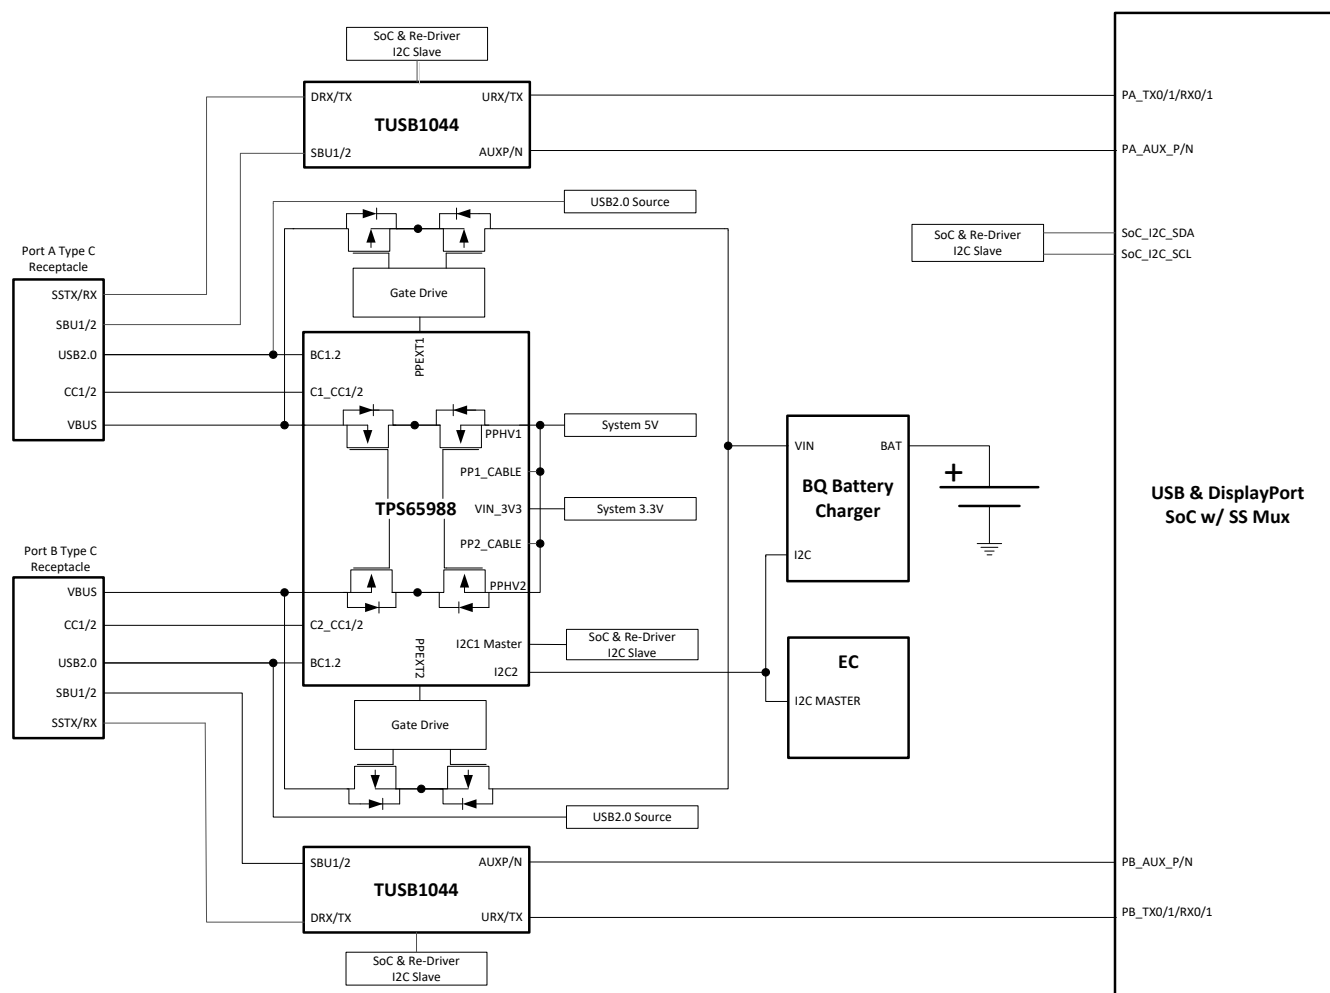 SoC & Re-Driver
I2C Slave
DRX/TX
URX/TX
TUSB1044
SBU1/2
AUXP/N
PA_TX0/1/RX0/1
PA_AUX_P/N
USB2.0 Source
SoC & Re-Driver
I2C Slave
SoC_I2C_SDA
SoC_I2C_SCL
Port A Type C
Receptacle
SSTX/RX
SBU1/2
USB2.0
CC1/2
VBUS
Gate Drive
PPEXT1
BC1.2
C1_CC1/2
PPHV1
System 5V
PP1_CABLE
TPS65988
VIN_3V3
System 3.3V
PP2_CABLE
PPHV2
C2_CC1/2
BC1.2
PPEXT2
I2C1 Master
I2C2
SoC & Re-Driver
I2C Slave
VIN
BAT
BQ Battery
Charger
I2C
+
EC
I2C MASTER
USB & DisplayPort
SoC w/ SS Mux
Port B Type C
Receptacle
VBUS
CC1/2
USB2.0
SBU1/2
SSTX/RX
Gate Drive
USB2.0 Source
SBU1/2
AUXP/N
TUSB1044
DRX/TX
URX/TX
PB_AUX_P/N
PB_TX0/1/RX0/1
SoC & Re-Driver
I2C Slave